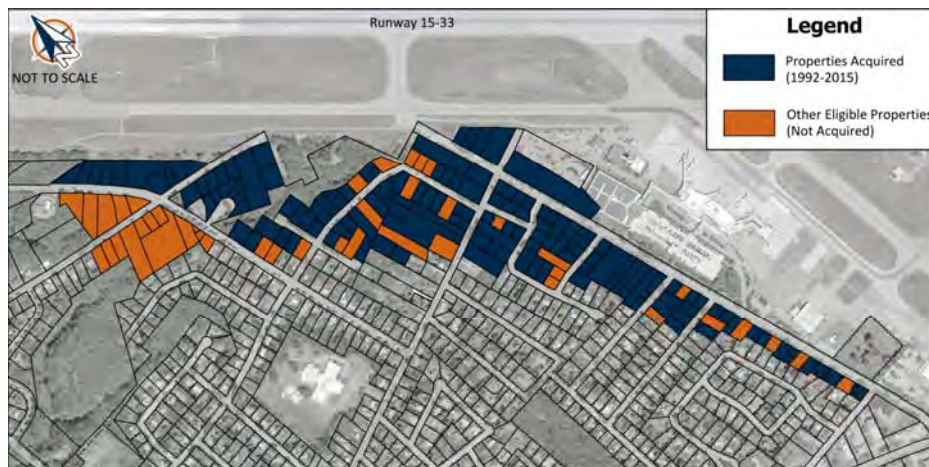 Runway 15-33
NOT TO SCALE
Legend
Properties Acquired
(1992-2015)
Other Eligible Properties
(Not Acquired)